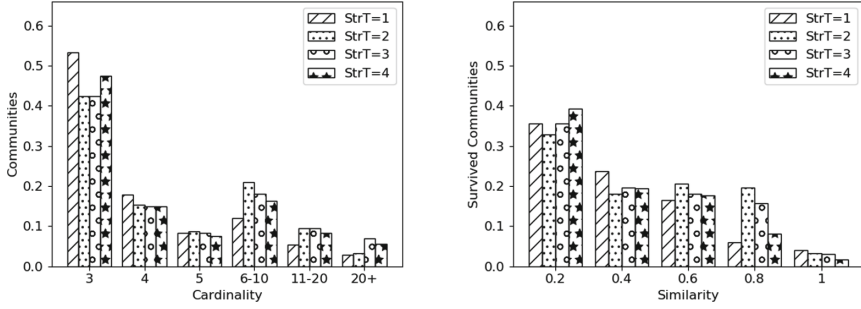 0.6
0.5
0.4
0.3
0.2
0.1
0.0
Communities
3 4 5 6-10 11-20 20+
Cardinality
StrT=1
StrT=2
StrT=3
StrT=4
0.6
0.5
0.4
0.3
0.2
0.1
0.0
Survived Communities
0.2 0.4 0.6 0.8 1
Similarity
StrT=1
StrT=2
StrT=3
StrT=4